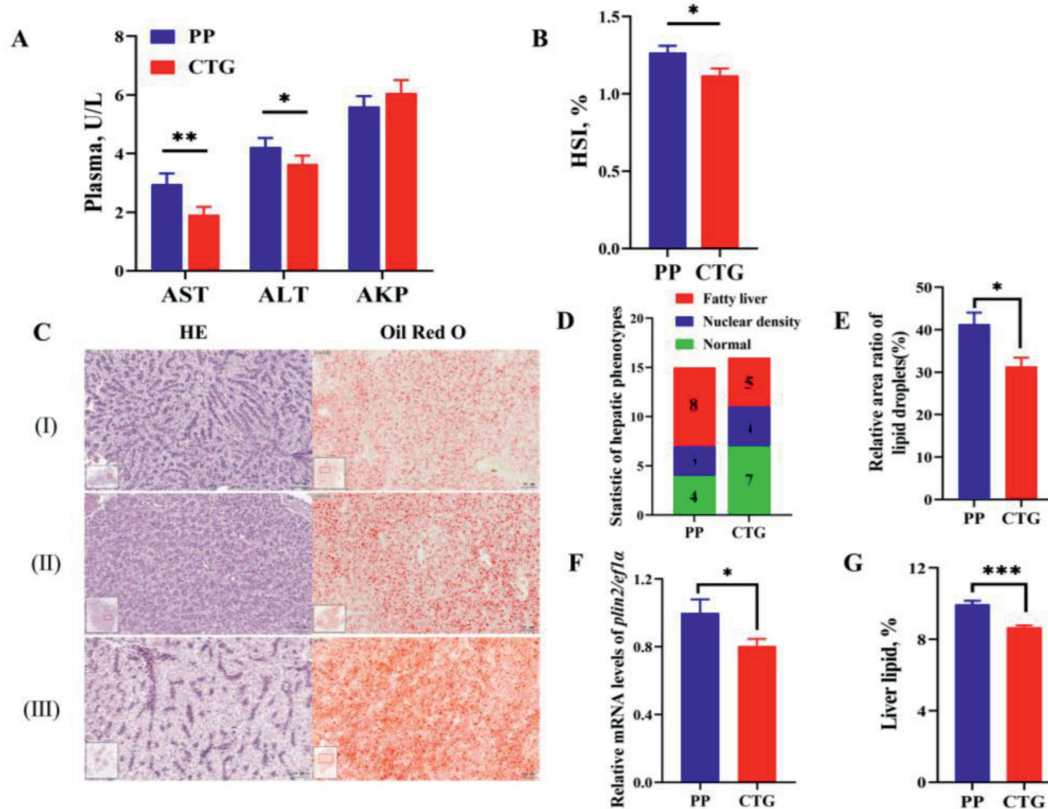 A
PP
CTG
Plasma, U/L
8
6
4
2
0
**
*
AST
ALT
AKP
B
HSI, %
1.5
1.0
0.5
0.0
*
PP
CTG
C
HE
Oil Red O
(I)
(II)
(III)
D
Fatty liver
Nuclear density
Normal
Statistic of hepatic phenotypes
20
15
10
5
0
8
4
5
7
PP
CTG
E
Relative area ratio of
lipid droplets(%)
50
40
30
20
10
0
*
PP
CTG
F
Relative mRNA levels of plin2/ef1α
1.2
0.8
0.4
0.0
*
PP
CTG
G
Liver lipid, %
12
8
4
0
***
PP
CTG